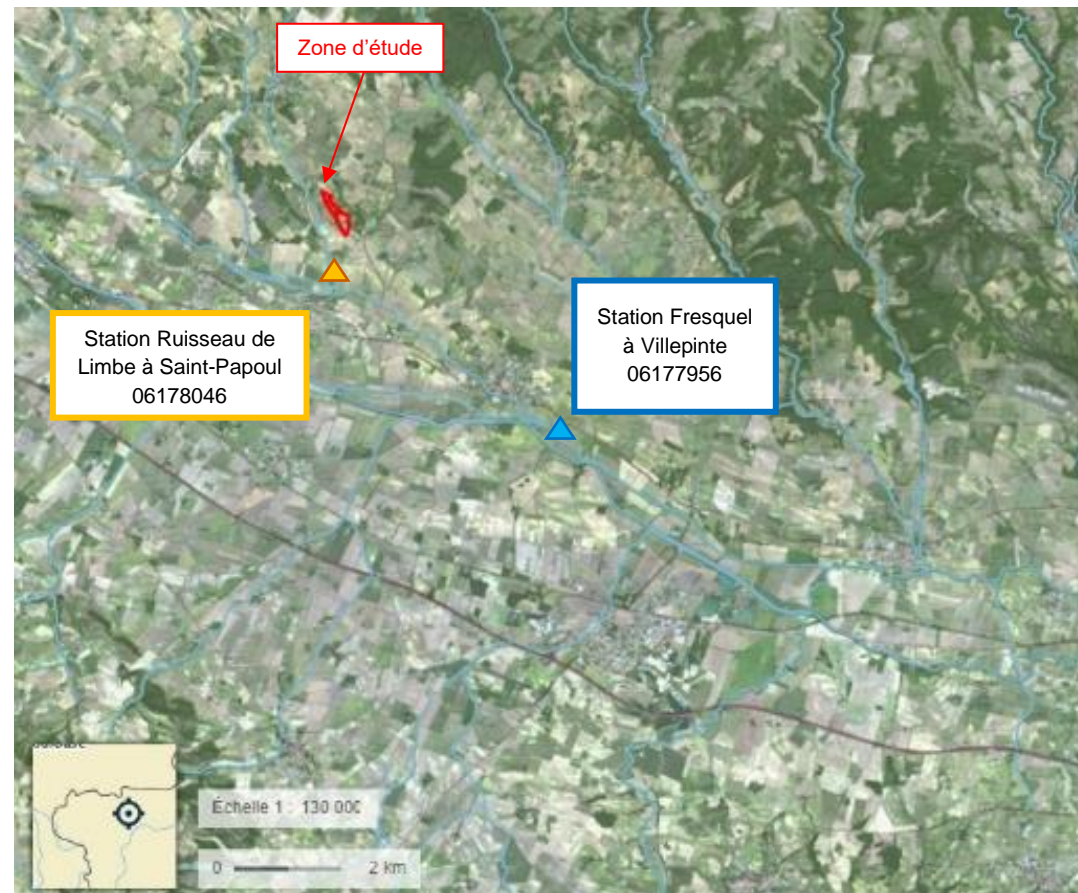 Zone d'étude
Station Fresquel
à Villepinte
06177956
Station Ruisseau de
Limbe à Saint-Papoul
06178046
Échelle 1 : 130 000
0 2 km